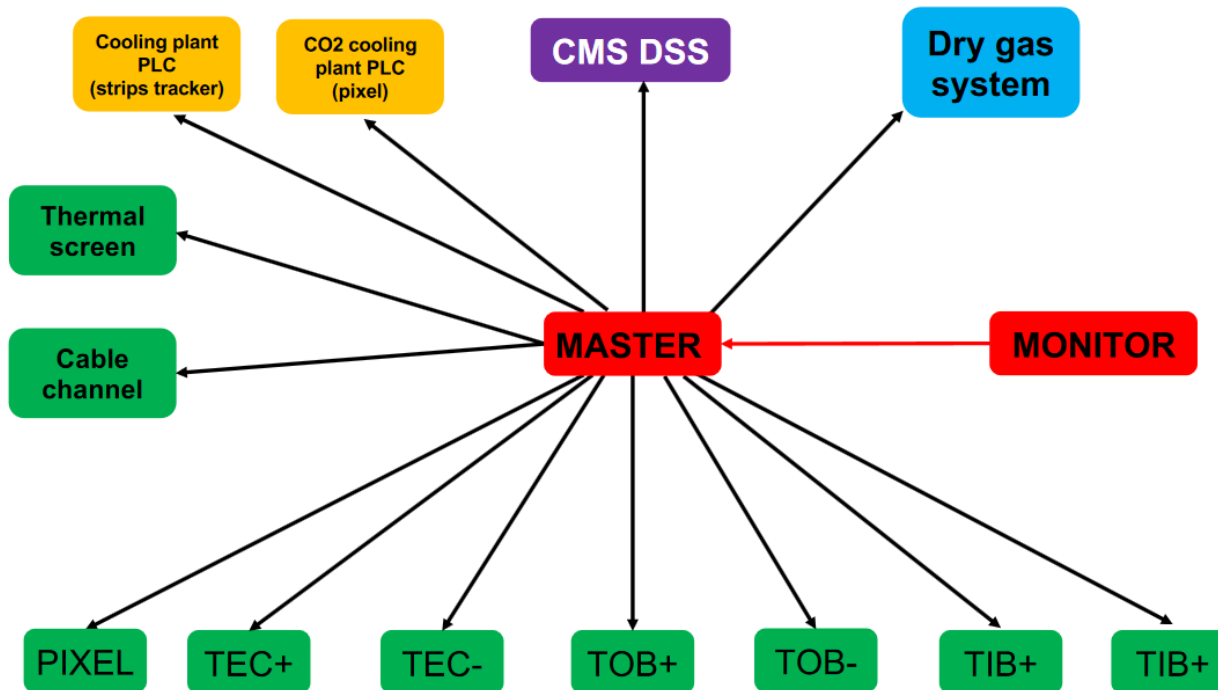 Cooling plant
PLC
(strips tracker)
CO2 cooling
plant PLC
(pixel)
CMS DSS
Dry gas
system
Thermal
screen
Cable
channel
MASTER
MONITOR
PIXEL
TEC+
TEC-
TOB+
TOB-
TIB+
TIB+